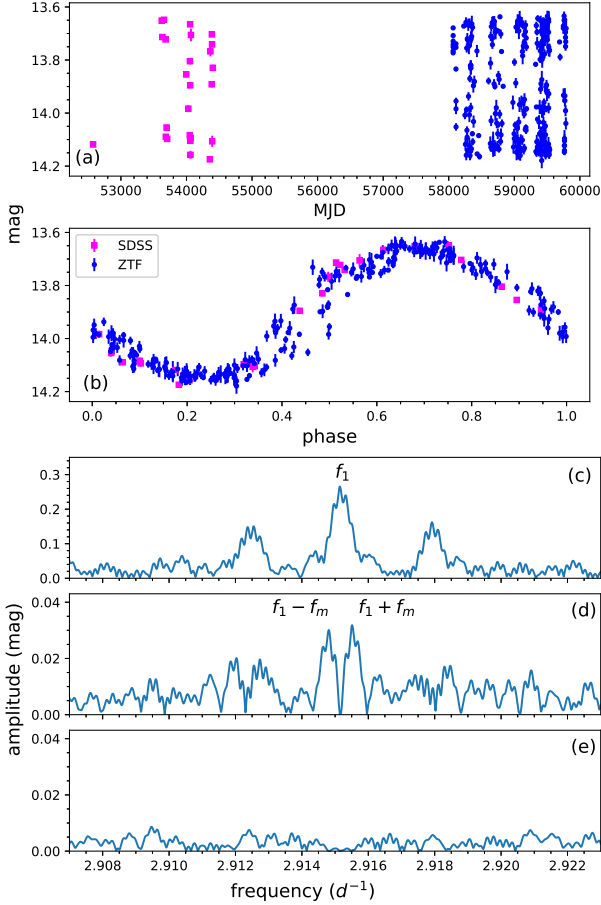 13.6
13.8
14.0
14.2
(a)
53000 54000 55000 56000 57000 58000 59000 60000
MJD
mag
13.6
13.8
14.0
14.2
SDSS
ZTF
(b)
0.0 0.2 0.4 0.6 0.8 1.0
phase
0.3
0.2
0.1
0.0
f₁
(c)
0.04
0.02
0.00
f₁ − fₘ f₁ + fₘ
(d)
amplitude (mag)
0.04
0.02
0.00
(e)
2.908 2.910 2.912 2.914 2.916 2.918 2.920 2.922
frequency (d⁻¹)